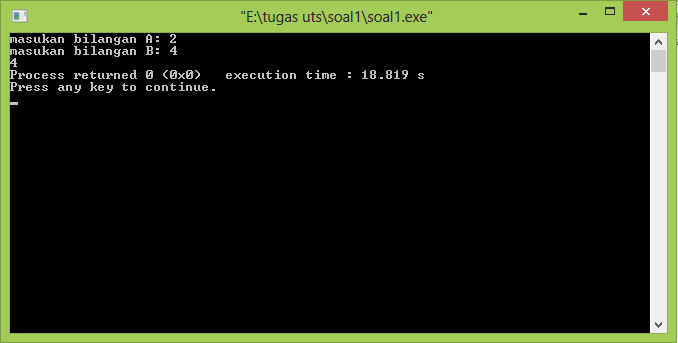 "E:\tugas uts\soal1\soal1.exe"
masukan bilangan A: 2
masukan bilangan B: 4
4
Process returned 0 (0x0)   execution time : 18.819 s
Press any key to continue.